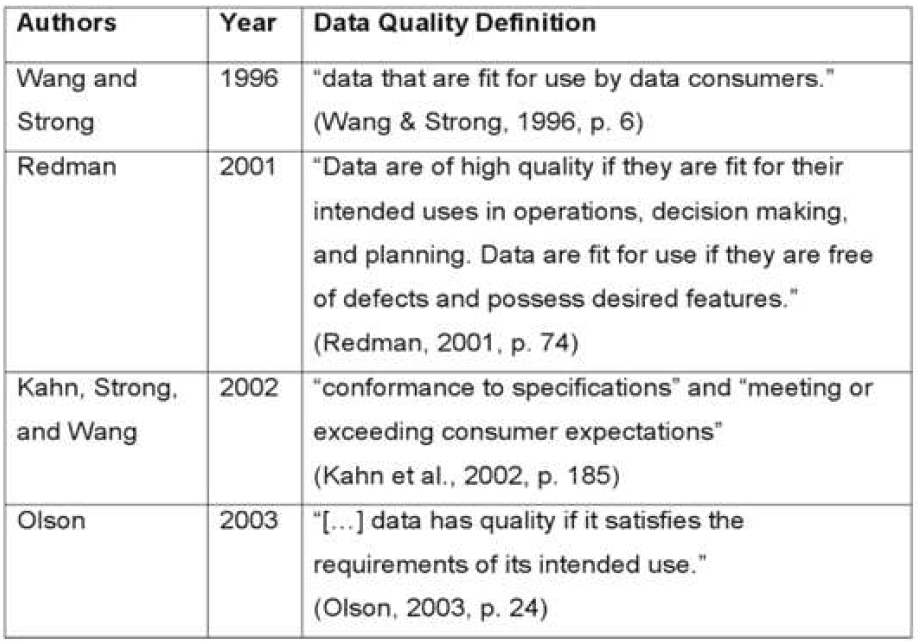 Authors Year Data Quality Definition
Wang and 1996 “data that are fit for use by data consumers.”
Strong (Wang & Strong, 1996, p. 6)
Redman 2001 “Data are of high quality if they are fit for their
intended uses in operations, decision making,
and planning. Data are fit for use if they are free
of defects and possess desired features.”
(Redman, 2001, p. 74)
Kahn, Strong, 2002 “conformance to specifications” and “meeting or
and Wang exceeding consumer expectations”
(Kahn et al., 2002, p. 185)
Olson 2003 “[…] data has quality if it satisfies the
requirements of its intended use.”
(Olson, 2003, p. 24)